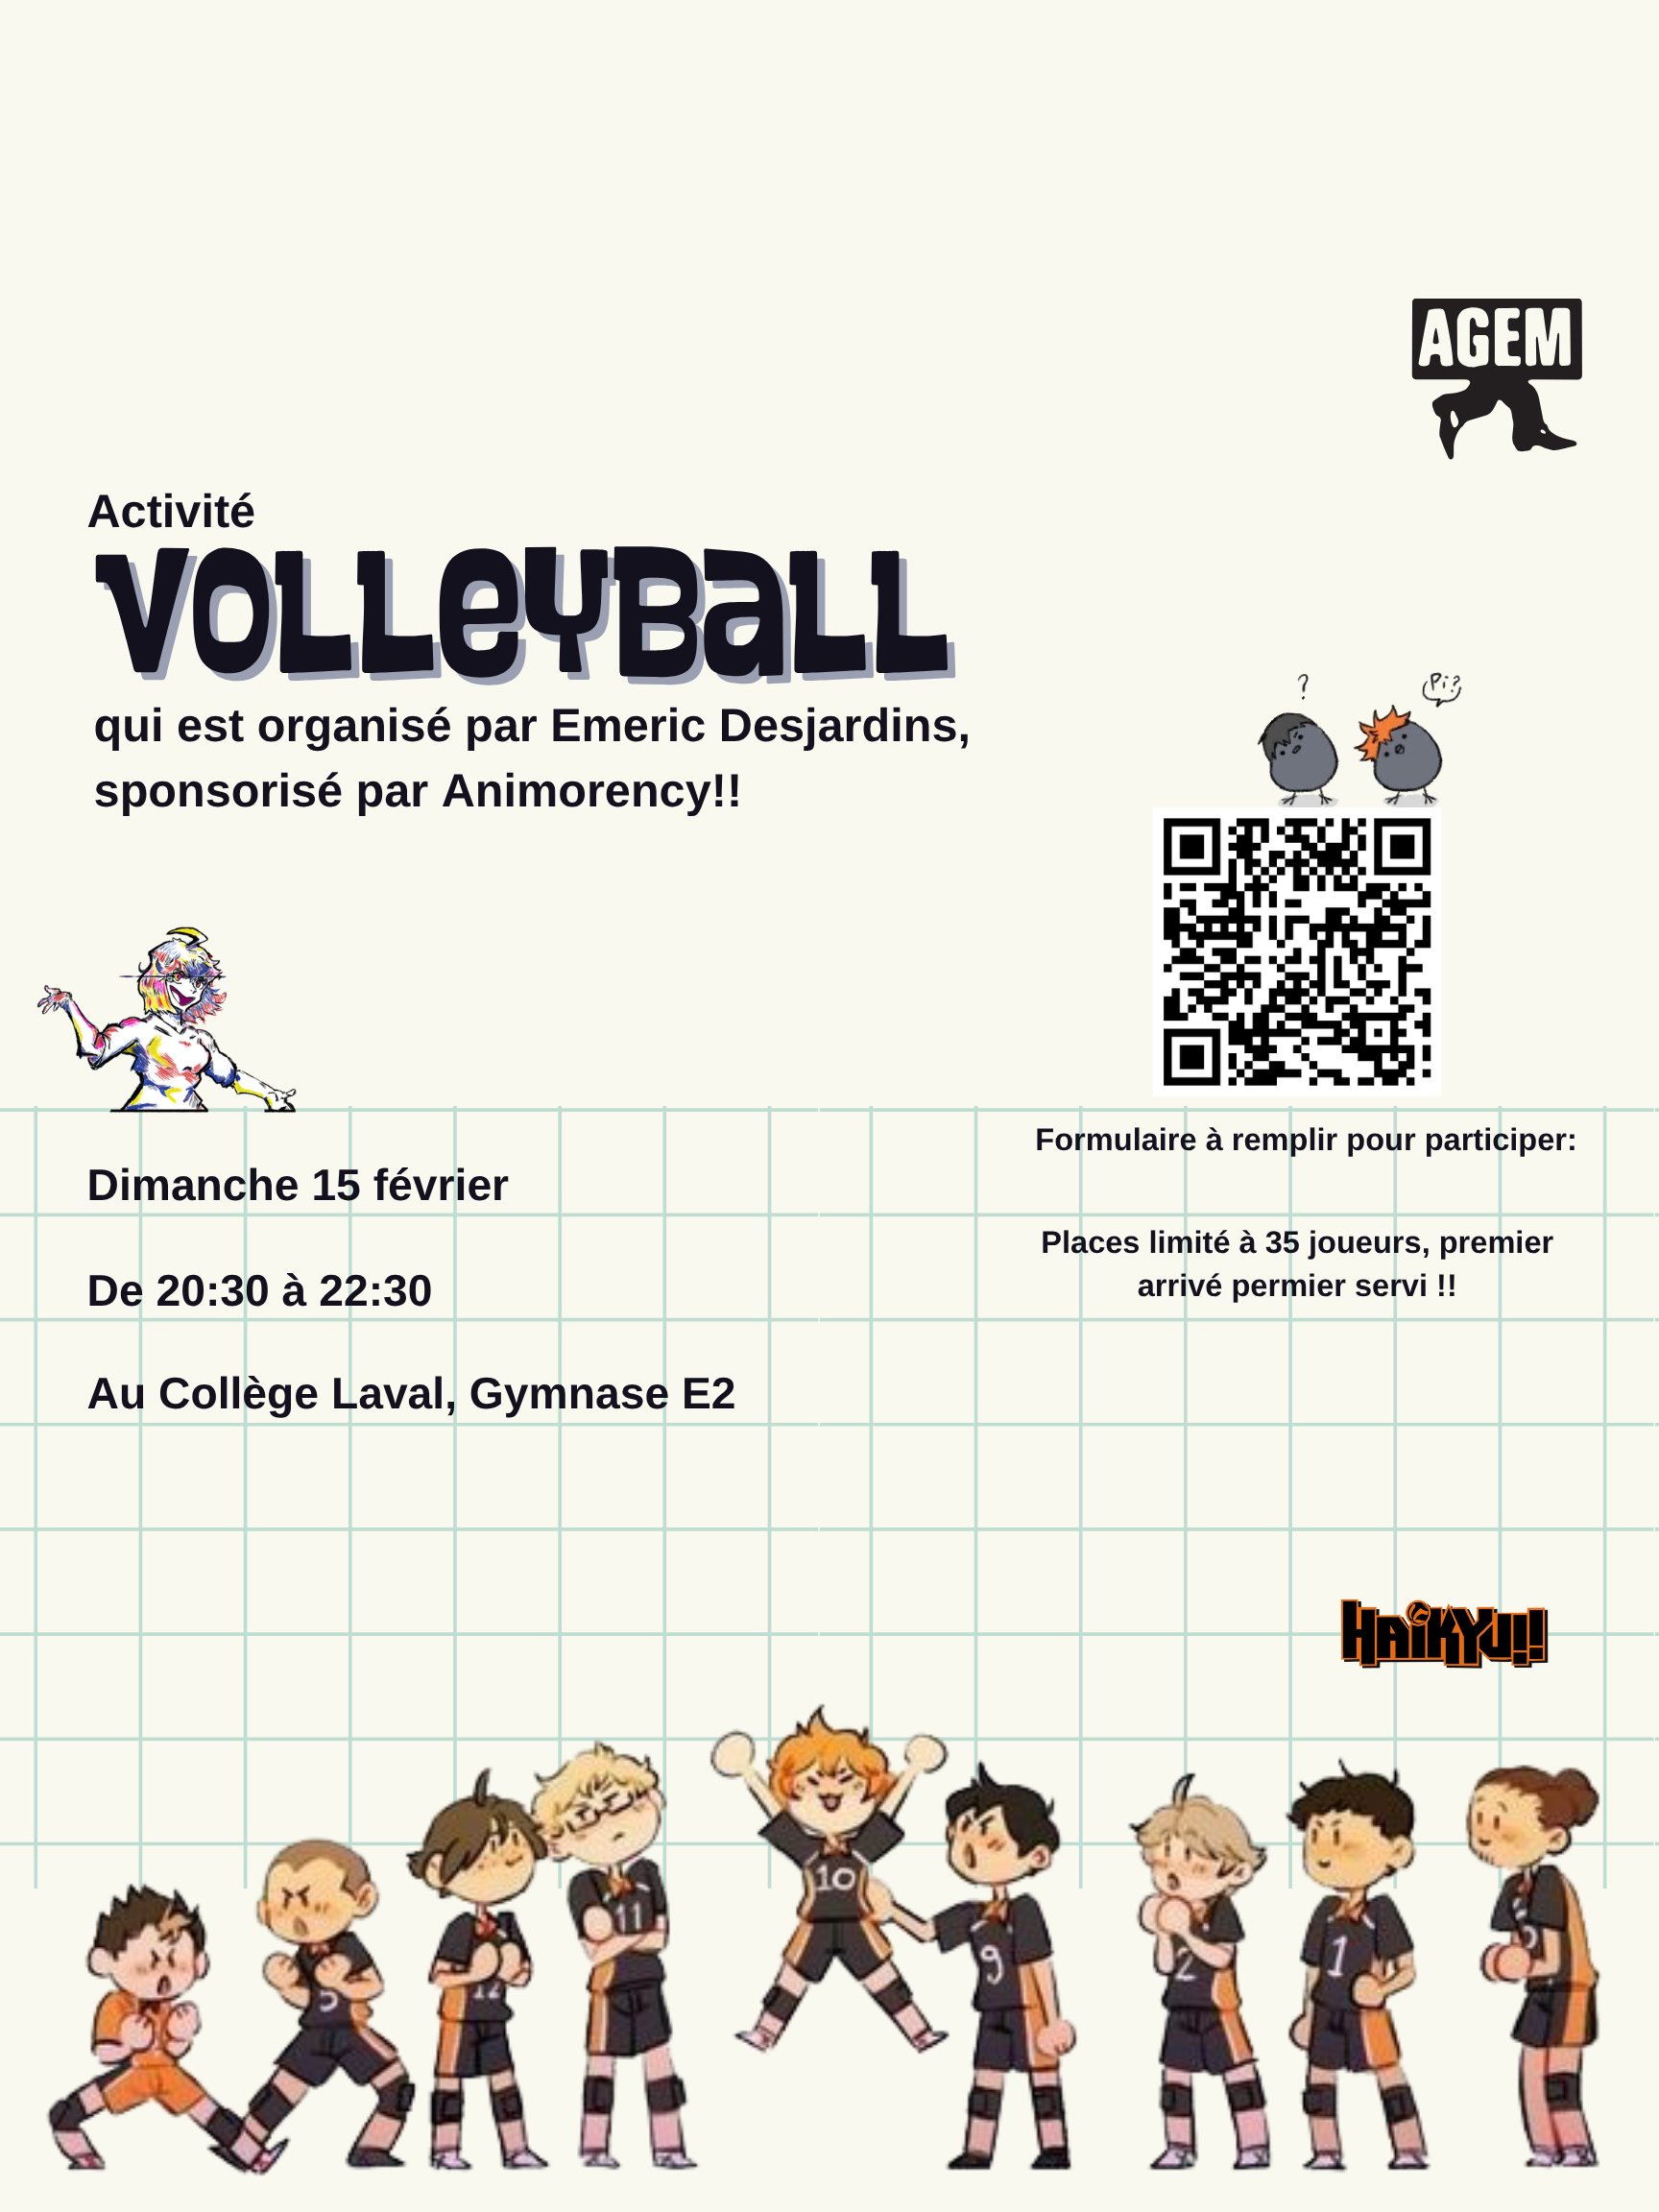 AGEM
Activité
VOLLeYBaLL
qui est organisé par Emeric Desjardins,
sponsorisé par Animorency!!
?
Pi?
Formulaire à remplir pour participer:
Dimanche 15 février
Places limité à 35 joueurs, premier
arrivé permier servi !!
De 20:30 à 22:30
Au Collège Laval, Gymnase E2
HAiKYU!!
10
11
5
12
9
2
1